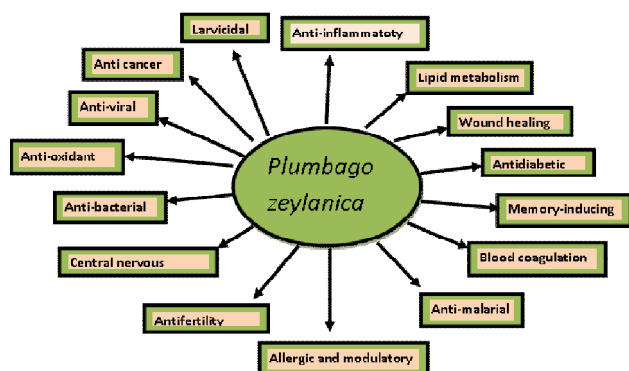 Larvicidal
Anti-inflammatoty
Anti cancer
Lipid metabolism
Anti-viral
Wound healing
Anti-oxidant
Plumbago
zeylanica
Antidiabetic
Anti-bacterial
Memory-inducing
Central nervous
Blood coagulation
Antifertility
Anti-malarial
Allergic and modulatory